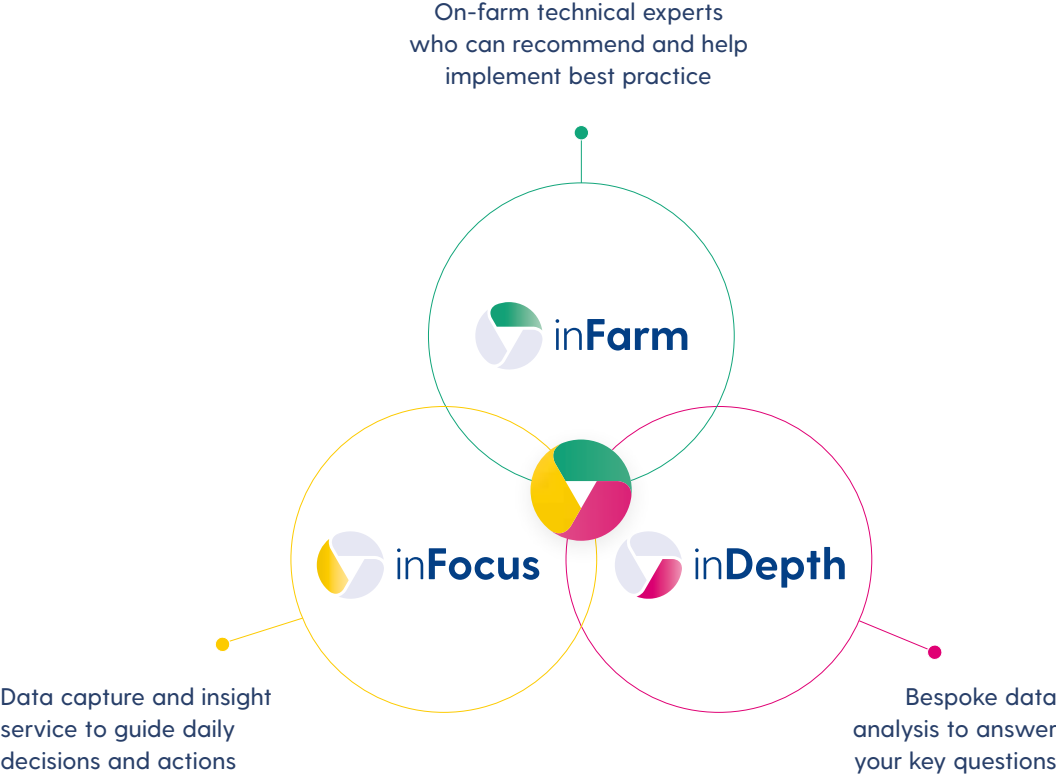 On-farm technical experts
who can recommend and help
implement best practice
inFarm
inFocus
inDepth
Data capture and insight
service to guide daily
decisions and actions
Bespoke data
analysis to answer
your key questions